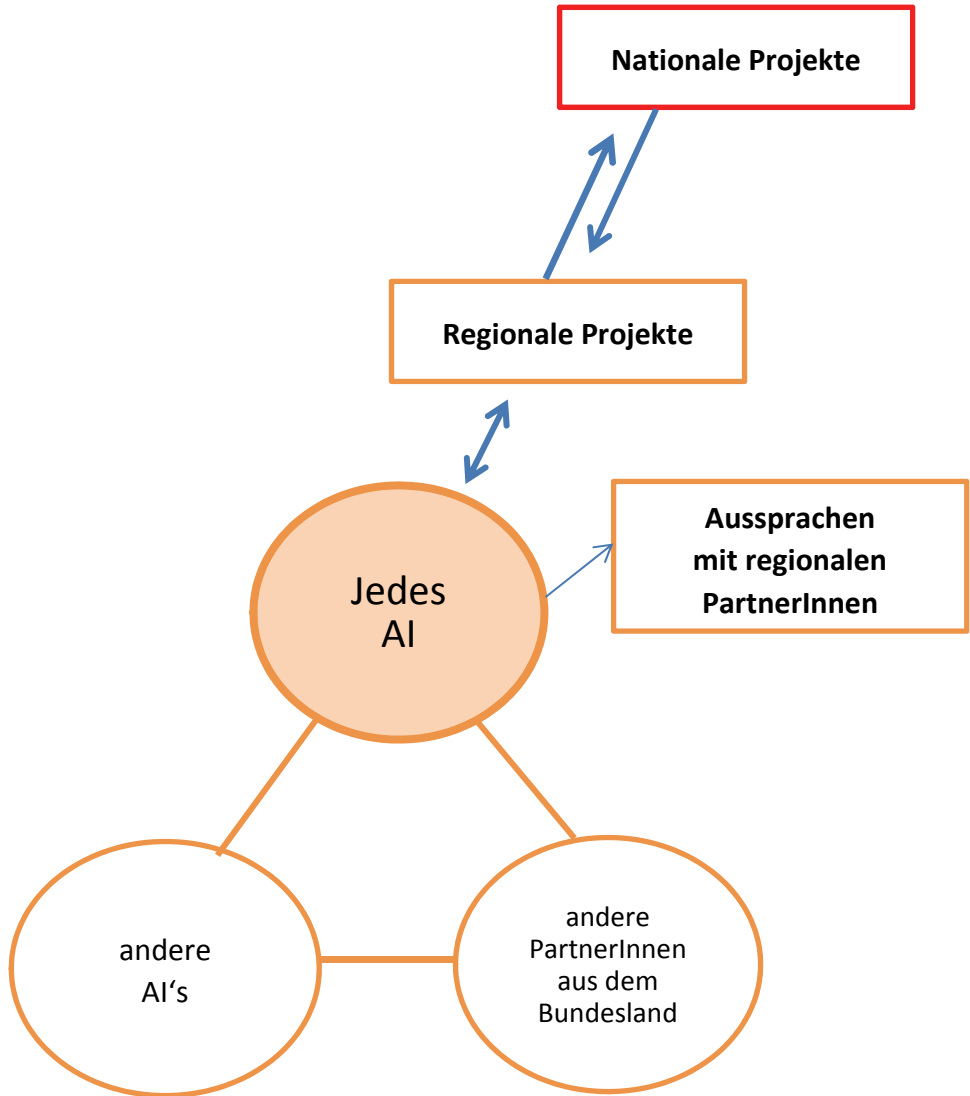 Nationale Projekte
Regionale Projekte
Aussprachen
mit regionalen
PartnerInnen
Jedes
AI
andere
AI‘s
andere
PartnerInnen
aus dem
Bundesland